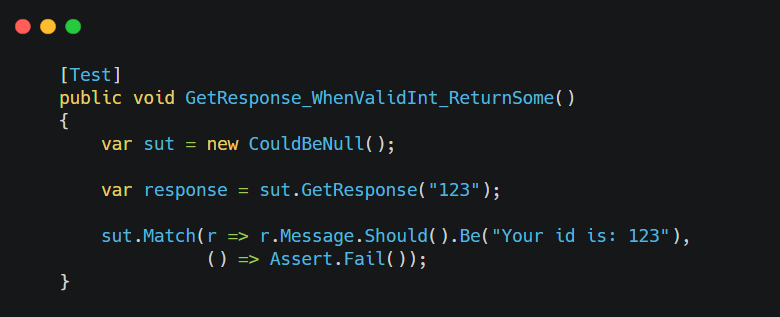 [Test]
public void GetResponse_WhenValidInt_ReturnSome()
{
    var sut = new CouldBeNull();

    var response = sut.GetResponse("123");

    sut.Match(r => r.Message.Should().Be("Your id is: 123"),
              () => Assert.Fail());
}